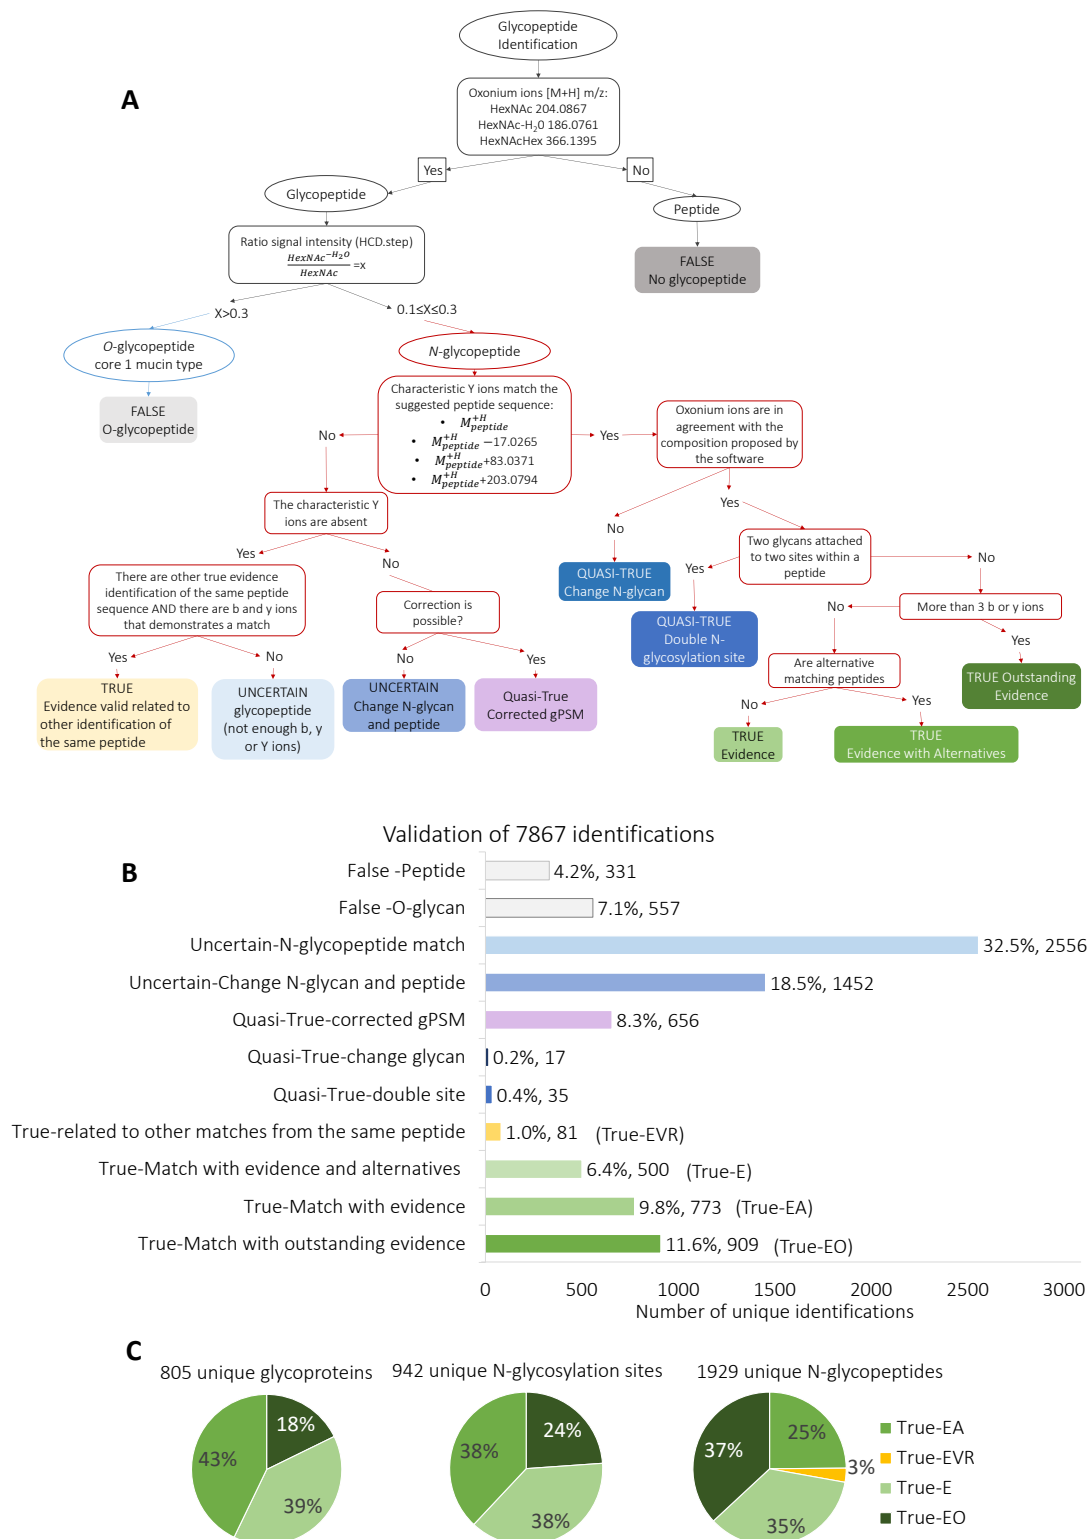 A
Glycopeptide
Identification
Oxonium ions [M+H] m/z:
HexNAc 204.0867
HexNAc-H₂0 186.0761
HexNAcHex 366.1395
Yes
No
Glycopeptide
Peptide
Ratio signal intensity (HCD.step)
HexNAc^-H₂O
HexNAc
=x
FALSE
No glycopeptide
X>0.3
0.1≤X≤0.3
O-glycopeptide
core 1 mucin type
N-glycopeptide
FALSE
O-glycopeptide
Characteristic Y ions match the
suggested peptide sequence:
• M^+H_peptide
• M^+H_peptide −17.0265
• M^+H_peptide+83.0371
• M^+H_peptide+203.0794
No
Yes
Oxonium ions are in
agreement with the
composition proposed by
the software
The characteristic Y
ions are absent
No
Yes
Yes
No
Two glycans attached
to two sites within a
peptide
QUASI-TRUE
Change N-glycan
Yes
No
There are other true evidence
identification of the same peptide
sequence AND there are b and y ions
that demonstrates a match
Correction is
possible?
QUASI-TRUE
Double N-
glycosylation site
No
More than 3 b or y ions
Yes
No
No
Yes
Are alternative
matching peptides
Yes
TRUE Outstanding
Evidence
TRUE
Evidence valid related to
other identification of
the same peptide
UNCERTAIN
glycopeptide
(not enough b, y
or Y ions)
UNCERTAIN
Change N-glycan
and peptide
Quasi-True
Corrected gPSM
No
Yes
TRUE
Evidence
TRUE
Evidence with Alternatives
B
Validation of 7867 identifications
False -Peptide
4.2%, 331
False -O-glycan
7.1%, 557
Uncertain-N-glycopeptide match
32.5%, 2556
Uncertain-Change N-glycan and peptide
18.5%, 1452
Quasi-True-corrected gPSM
8.3%, 656
Quasi-True-change glycan
0.2%, 17
Quasi-True-double site
0.4%, 35
True-related to other matches from the same peptide
1.0%, 81 (True-EVR)
True-Match with evidence and alternatives
6.4%, 500 (True-E)
True-Match with evidence
9.8%, 773 (True-EA)
True-Match with outstanding evidence
11.6%, 909 (True-EO)
0 500 1000 1500 2000 2500 3000
Number of unique identifications
C
805 unique glycoproteins
18%
43%
39%
942 unique N-glycosylation sites
24%
38%
38%
1929 unique N-glycopeptides
25%
37%
3%
35%
True-EA
True-EVR
True-E
True-EO